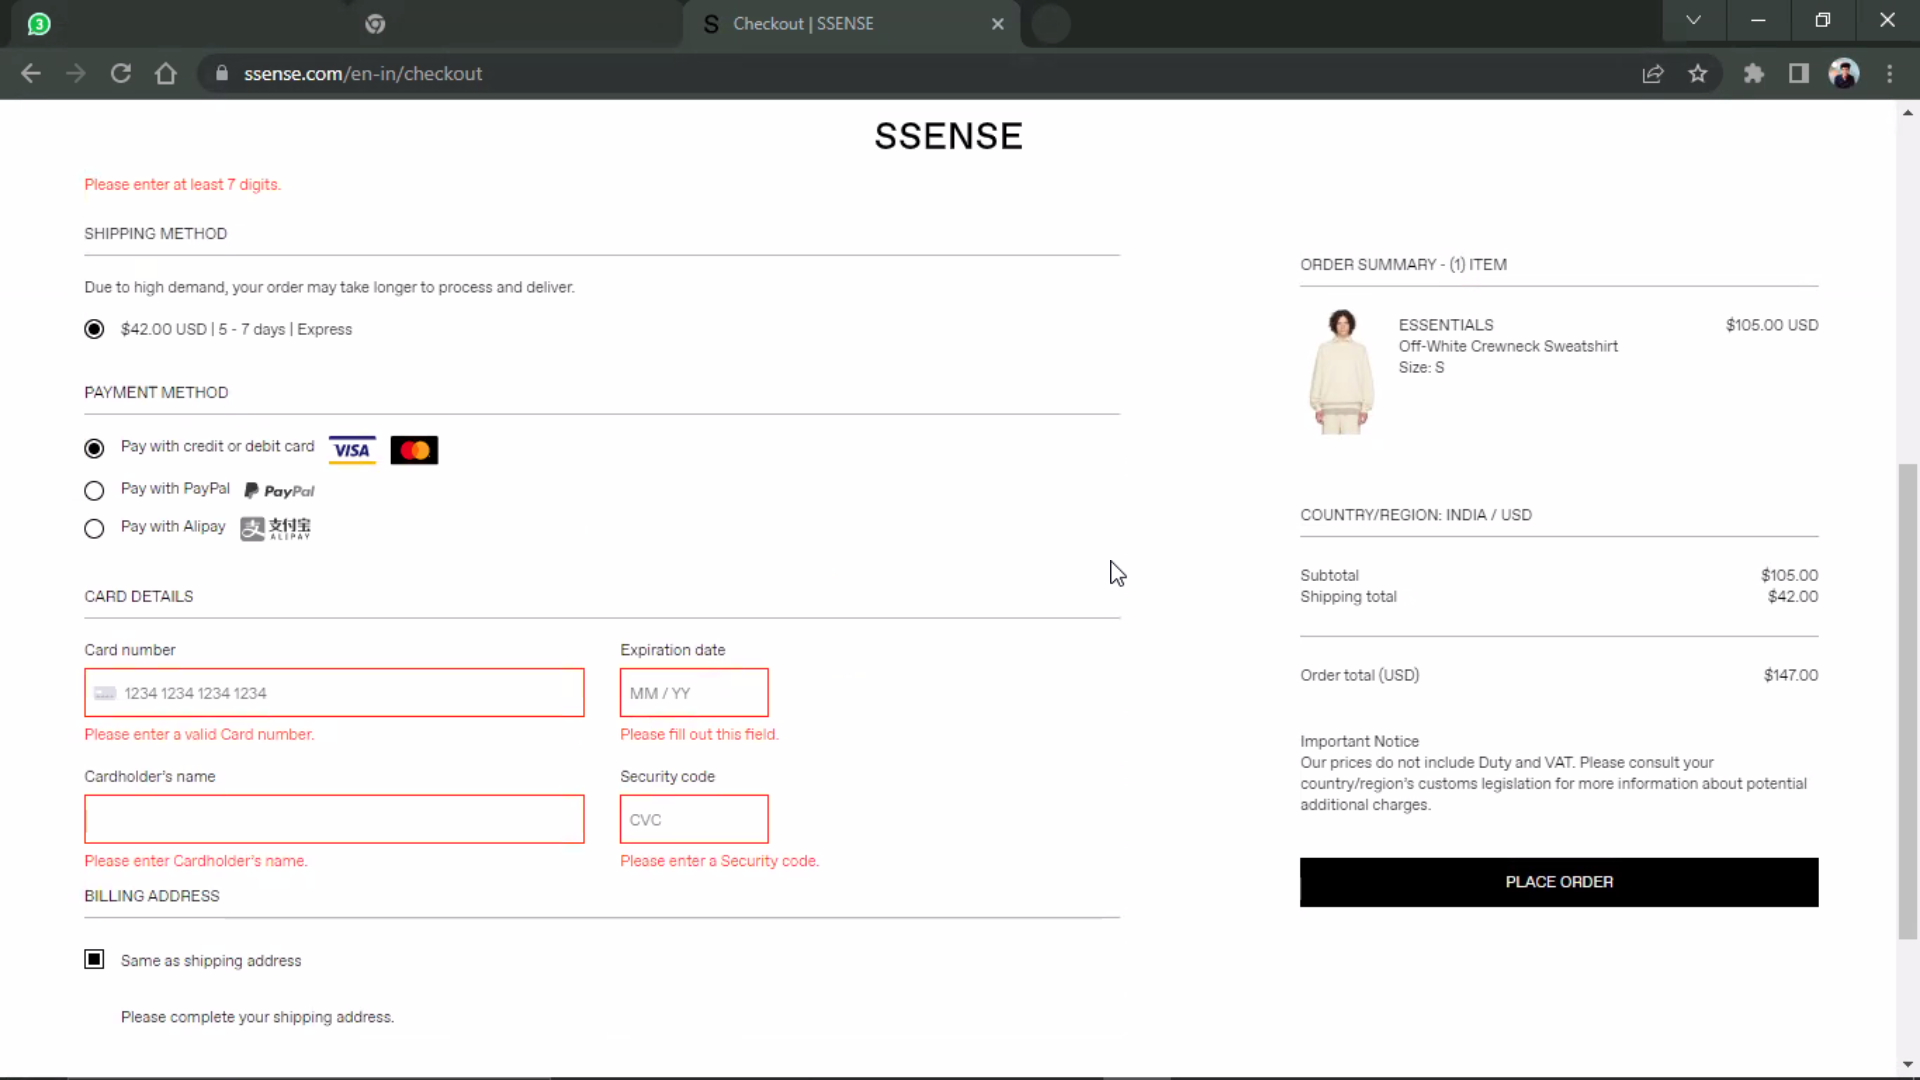 3
S Checkout | SSENSE
ssense.com/en-in/checkout
SSENSE
Please enter at least 7 digits.
SHIPPING METHOD
Due to high demand, your order may take longer to process and deliver.
$42.00 USD | 5 - 7 days | Express
PAYMENT METHOD
Pay with credit or debit card VISA
Pay with PayPal PayPal
Pay with Alipay 支 支付宝 ALIPAY
CARD DETAILS
Card number
1234 1234 1234 1234
Please enter a valid Card number.
Expiration date
MM / YY
Please fill out this field.
Cardholder's name
Please enter Cardholder's name.
Security code
CVC
Please enter a Security code.
BILLING ADDRESS
Same as shipping address
Please complete your shipping address.
ORDER SUMMARY - (1) ITEM
ESSENTIALS $105.00 USD
Off-White Crewneck Sweatshirt
Size: S
COUNTRY/REGION: INDIA / USD
Subtotal $105.00
Shipping total $42.00
Order total (USD) $147.00
Important Notice
Our prices do not include Duty and VAT. Please consult your
country/region's customs legislation for more information about potential
additional charges.
PLACE ORDER